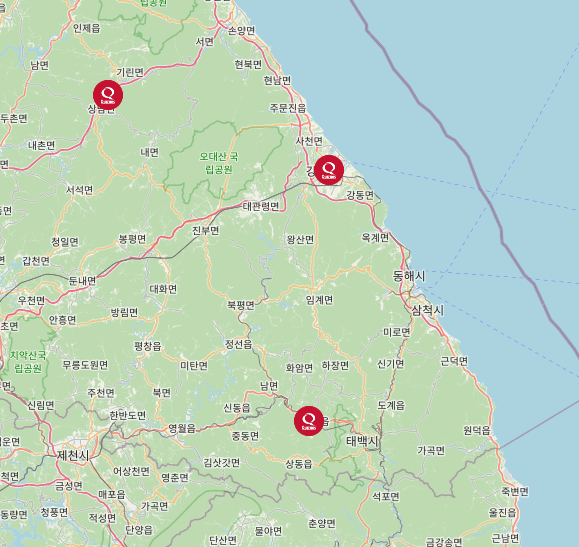 립공원
인제읍
손양면
서면
남면
현북면
기린면
현남면
상남면
두촌면
주문진읍
사천면
내촌면
내면
오대산 국
립공원
강동면
서석면
대관령면
진부면
왕산면
옥계면
청일면
봉평면
갑천면
둔내면
동해시
대화면
우천면
북평면
임계면
삼척시
방림면
안흥면
미로면
평창읍
정선읍
치악산국
립공원
무릉도원면
미탄면
화암면
하장면
신기면
근덕면
주천면
북면
남면
신림면
한반도면
신동읍
도계읍
영월읍
중동면
원덕읍
태백시
가곡면
제천시
어상천면
김삿갓면
상동읍
영춘면
금성면
매포읍
석포면
죽변면
가곡면
청풍면
적성면
단양읍
춘양면
물야면
울진읍
단산면
금강송면
근남면